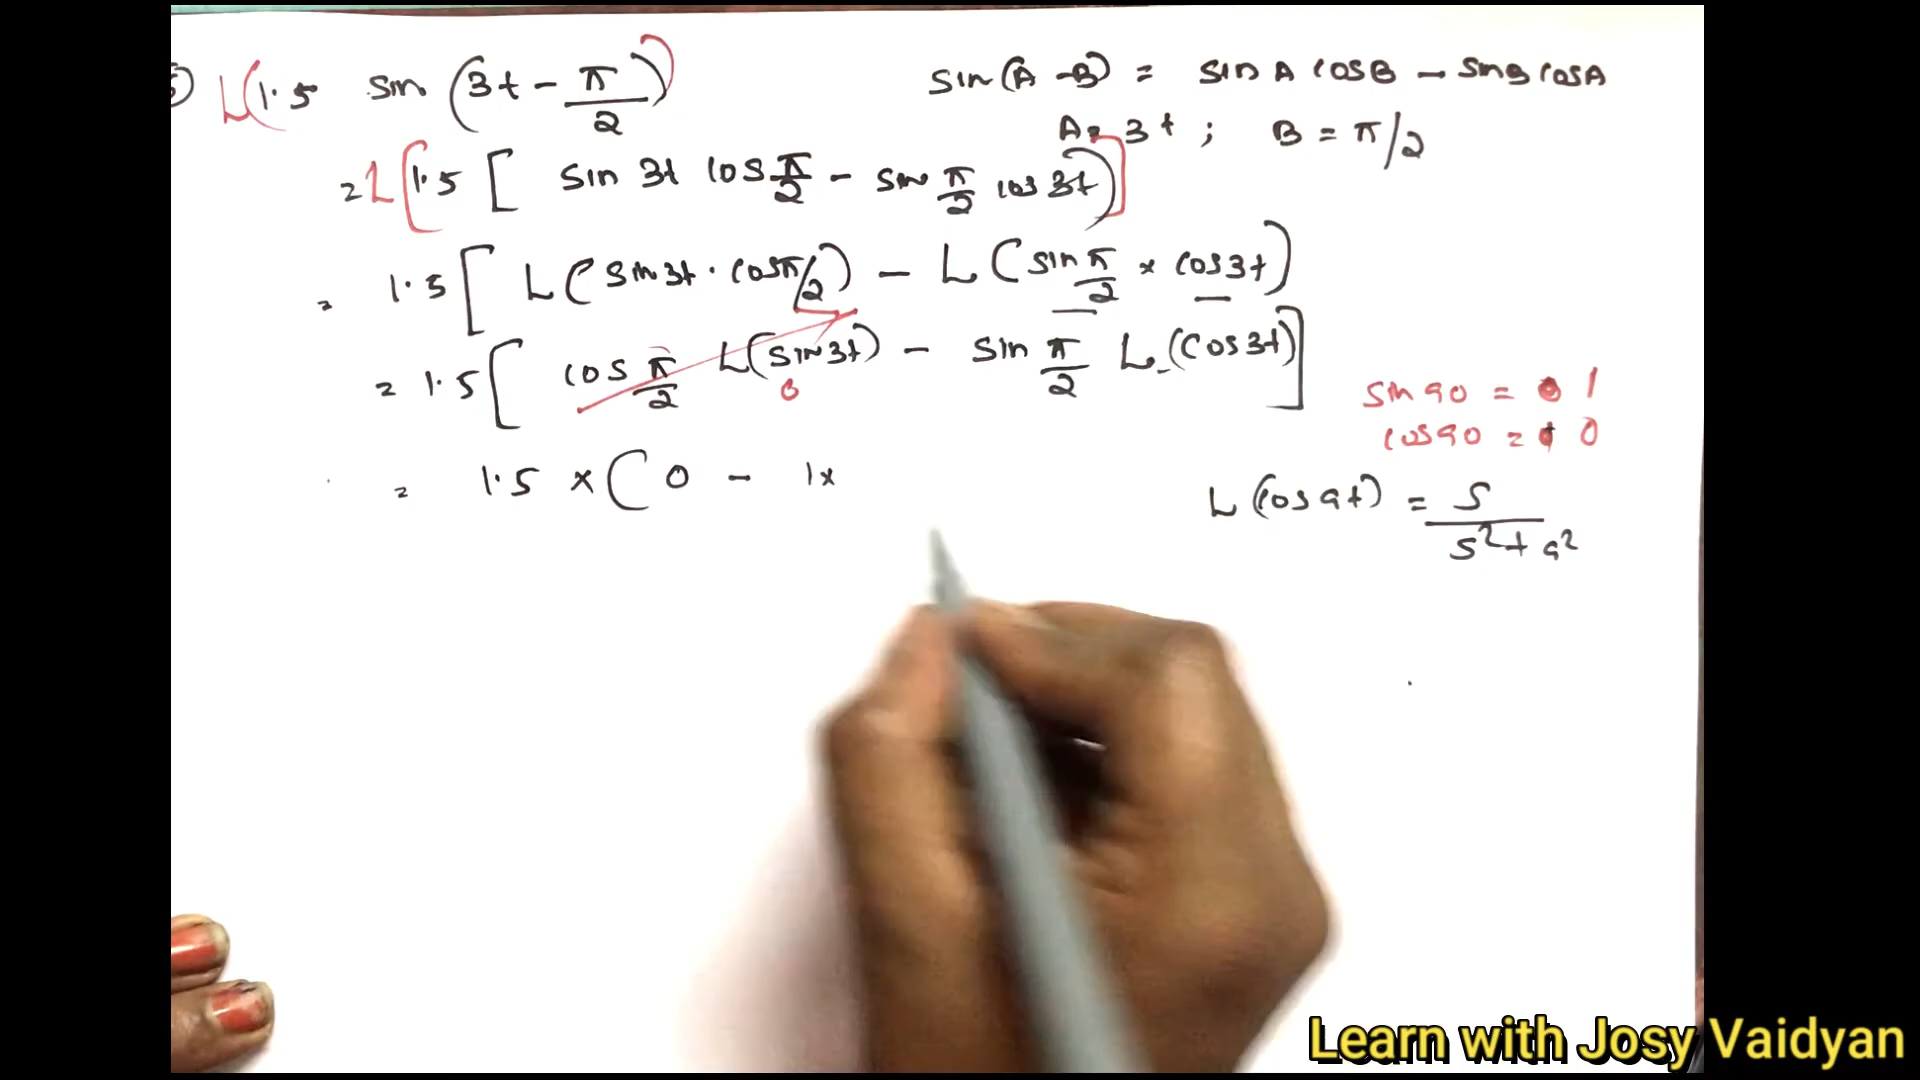 5) L(1.5 sin (3t - π/2))
sin(A - B) = sin A cos B - sin B cos A
A = 3t ; B = π/2
= L[1.5 [ sin 3t cos π/2 - sin π/2 cos 3t)]
= 1.5 [ L( sin 3t . cos π/2 ) - L( sin π/2 × cos 3t )
= 1.5 [ cos π/2 L(sin 3t) - sin π/2 L(cos 3t) ]
0
sin 90 = 1
cos 90 = 0
= 1.5 × ( 0 - 1×
L(cos at) = s / s² + a²
Learn with Josy Vaidyan